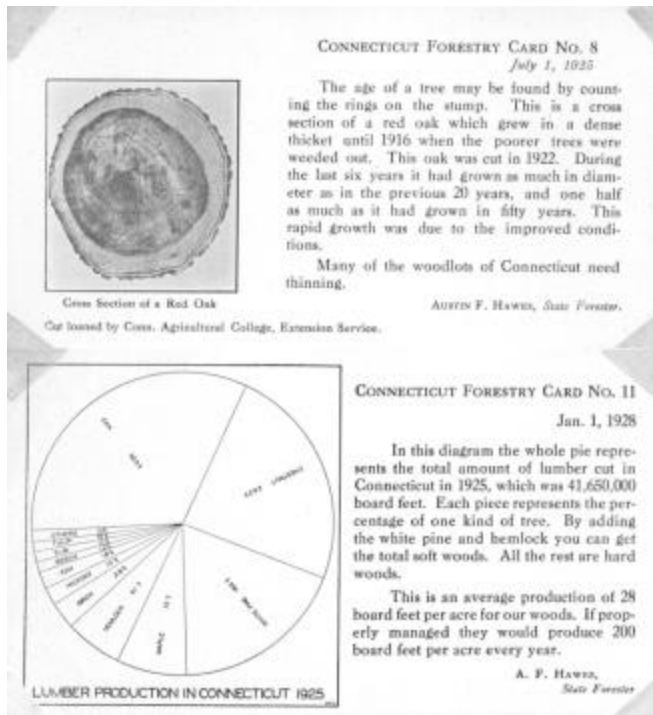 CONNECTICUT FORESTRY CARD NO. 8
July 1, 1925
The age of a tree may be found by count-
ing the rings on the stump. This is a cross
section of a red oak which grew in a dense
thicket until 1916 when the poorer trees were
weeded out. This oak was cut in 1922. During
the last six years it had grown as much in diam-
eter as in the previous 20 years, and one half
as much as it had grown in fifty years. This
rapid growth was due to the improved condi-
tions.
Many of the woodlots of Connecticut need
thinning.
AUSTIN F. HAWES, State Forester.
Cross Section of a Red Oak
Cut loaned by Conn. Agricultural College, Extension Service.
CONNECTICUT FORESTRY CARD NO. 11
Jan. 1, 1928
In this diagram the whole pie repre-
sents the total amount of lumber cut in
Connecticut in 1925, which was 41,650,000
board feet. Each piece represents the per-
centage of one kind of tree. By adding
the white pine and hemlock you can get
the total soft woods. All the rest are hard
woods.
This is an average production of 28
board feet per acre for our woods. If prop-
erly managed they would produce 200
board feet per acre every year.
A. F. HAWES,
State Forester
OAK
CHESTNUT
WHITE PINE
MAPLE
HEMLOCK
BIRCH
HICKORY
ASH
LUMBER PRODUCTION IN CONNECTICUT 1925